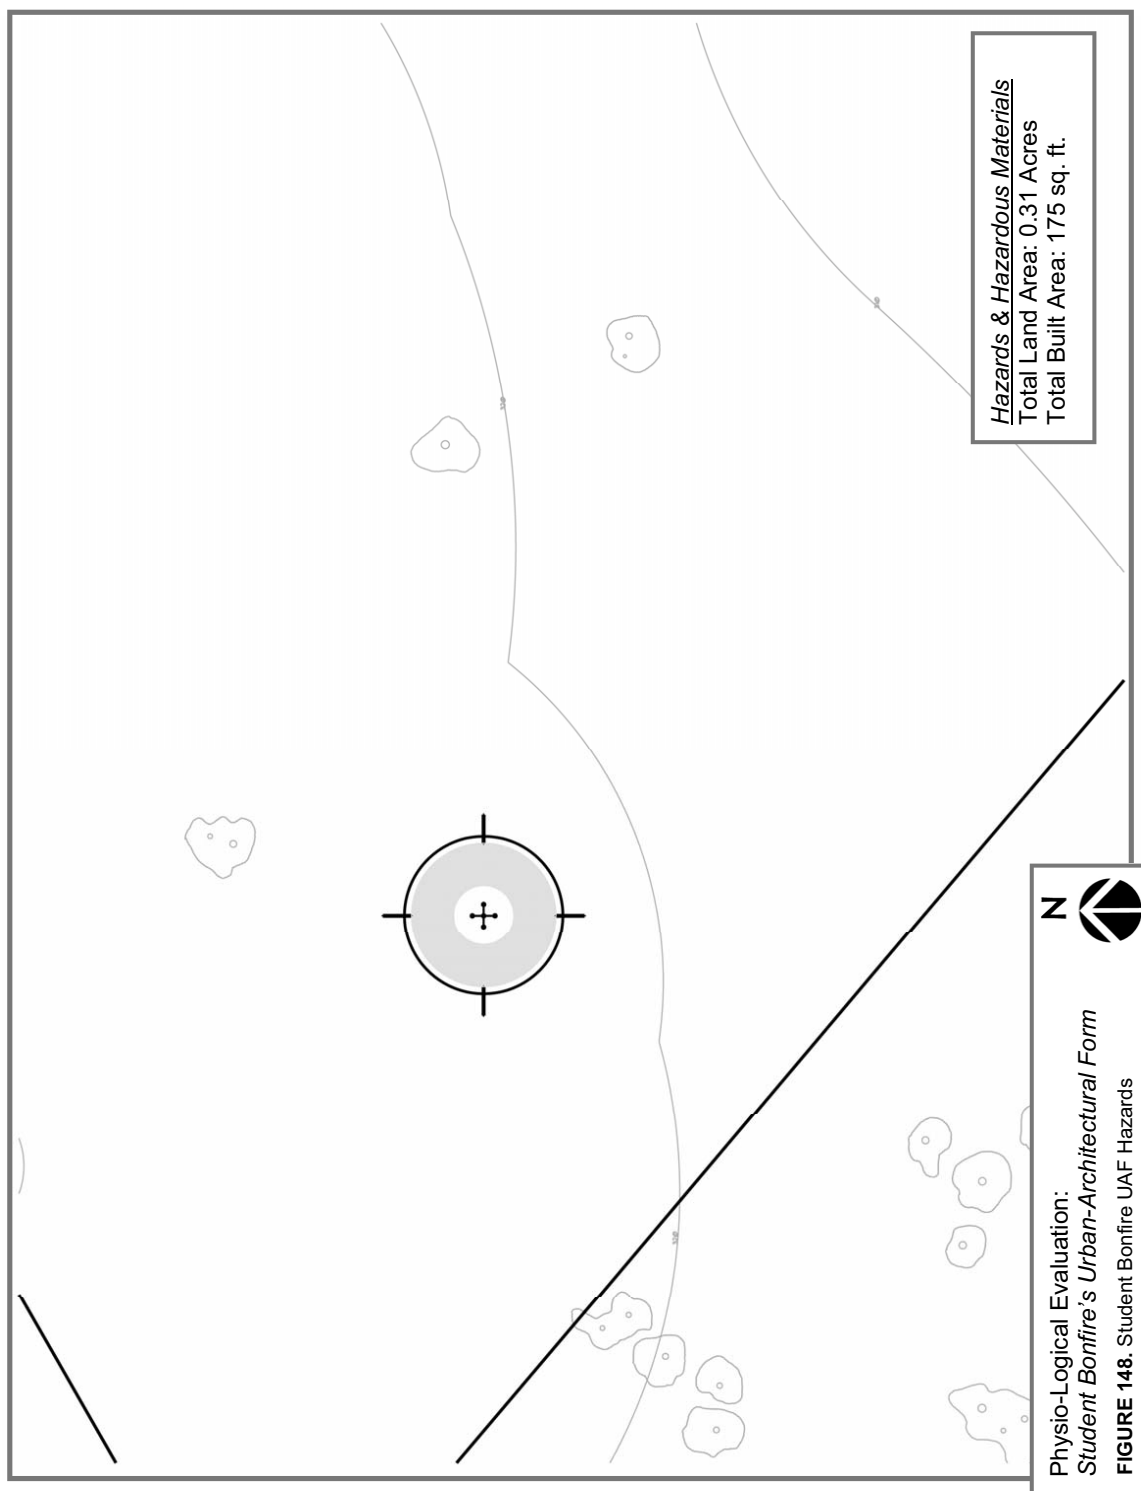 Hazards & Hazardous Materials
Total Land Area: 0.31 Acres
Total Built Area: 175 sq. ft.
N
Physio-Logical Evaluation:
Student Bonfire's Urban-Architectural Form
FIGURE 148. Student Bonfire UAF Hazards